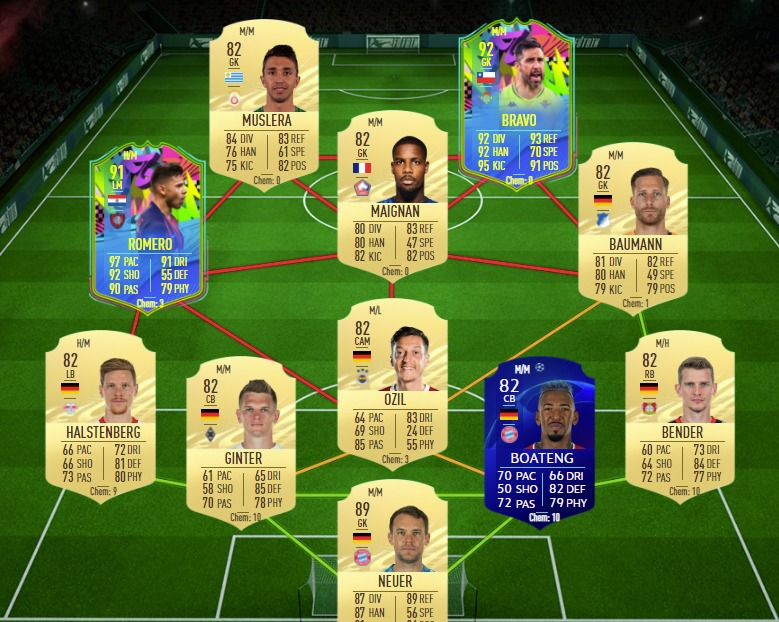 M/M
82
GK
MUSLERA
84 DIV 83 REF
76 HAN 61 SPE
75 KIC 82 POS
Chem: 0
M/M
92
GK
BRAVO
92 DIV 93 REF
92 HAN 70 SPE
95 KIC 91 POS
Chem: 0
M/M
82
GK
MAIGNAN
80 DIV 83 REF
80 HAN 47 SPE
82 KIC 82 POS
Chem: 0
M/M
91
LM
ROMERO
97 PAC 91 DRI
92 SHO 55 DEF
90 PAS 79 PHY
Chem: 3
M/M
82
GK
BAUMANN
81 DIV 82 REF
80 HAN 49 SPE
79 KIC 79 POS
Chem: 1
M/L
82
CAM
OZIL
64 PAC 83 DRI
69 SHO 24 DEF
85 PAS 55 PHY
Chem: 3
H/M
82
LB
HALSTENBERG
66 PAC 72 DRI
66 SHO 81 DEF
73 PAS 80 PHY
Chem: 9
M/M
82
CB
GINTER
61 PAC 65 DRI
58 SHO 85 DEF
70 PAS 78 PHY
Chem: 10
M/M
82
CB
BOATENG
70 PAC 66 DRI
50 SHO 82 DEF
72 PAS 79 PHY
Chem: 10
M/H
82
RB
BENDER
60 PAC 73 DRI
64 SHO 84 DEF
72 PAS 77 PHY
Chem: 10
M/M
89
GK
NEUER
87 DIV 89 REF
87 HAN 56 SPE